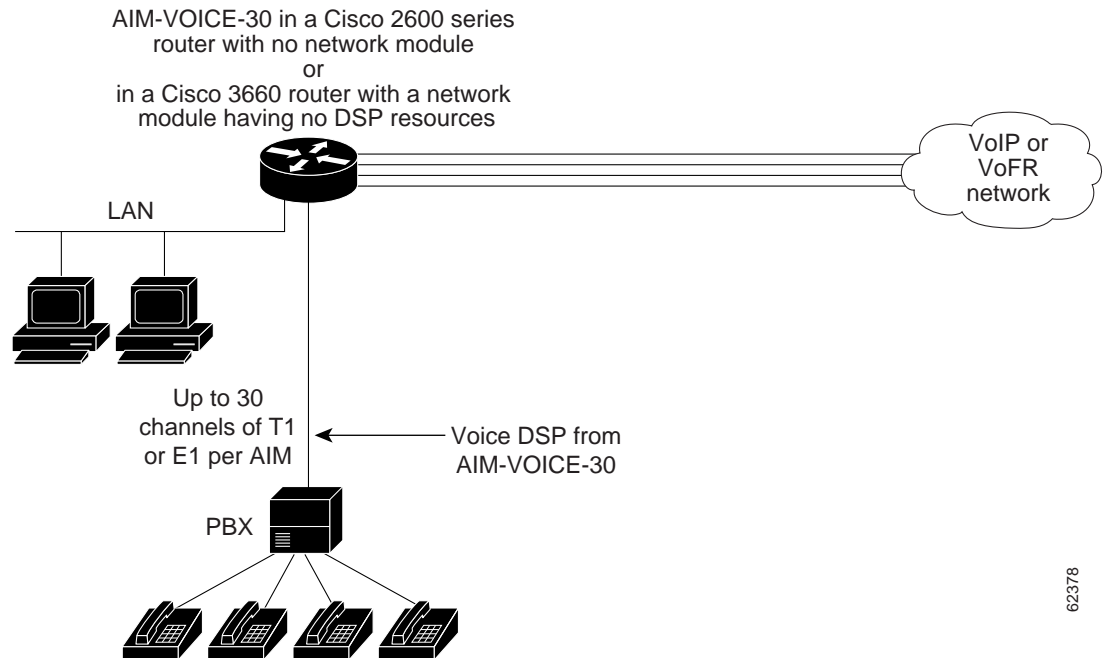 AIM-VOICE-30 in a Cisco 2600 series
router with no network module
or
in a Cisco 3660 router with a network
module having no DSP resources
VoIP or
VoFR
network
LAN
Up to 30
channels of T1
or E1 per AIM
Voice DSP from
AIM-VOICE-30
PBX
62378